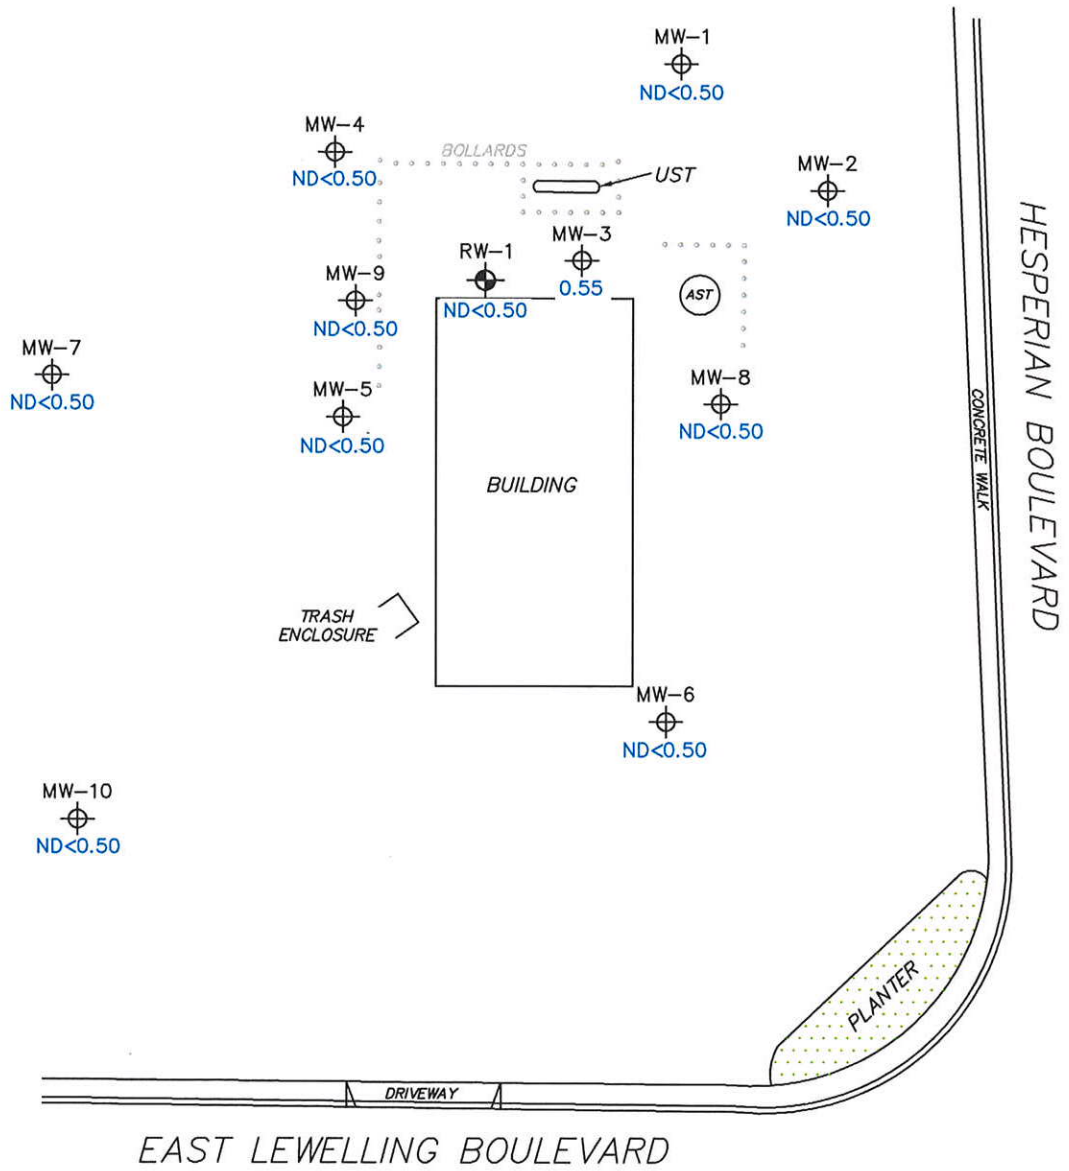 MW-1
ND<0.50
MW-4
ND<0.50
BOLLARDS
UST
MW-2
ND<0.50
HESPERIAN BOULEVARD
RW-1
ND<0.50
MW-3
0.55
MW-9
ND<0.50
AST
MW-7
ND<0.50
MW-5
ND<0.50
MW-8
ND<0.50
CONCRETE WALK
BUILDING
TRASH
ENCLOSURE
MW-6
ND<0.50
MW-10
ND<0.50
PLANTER
DRIVEWAY
EAST LEWELLING BOULEVARD